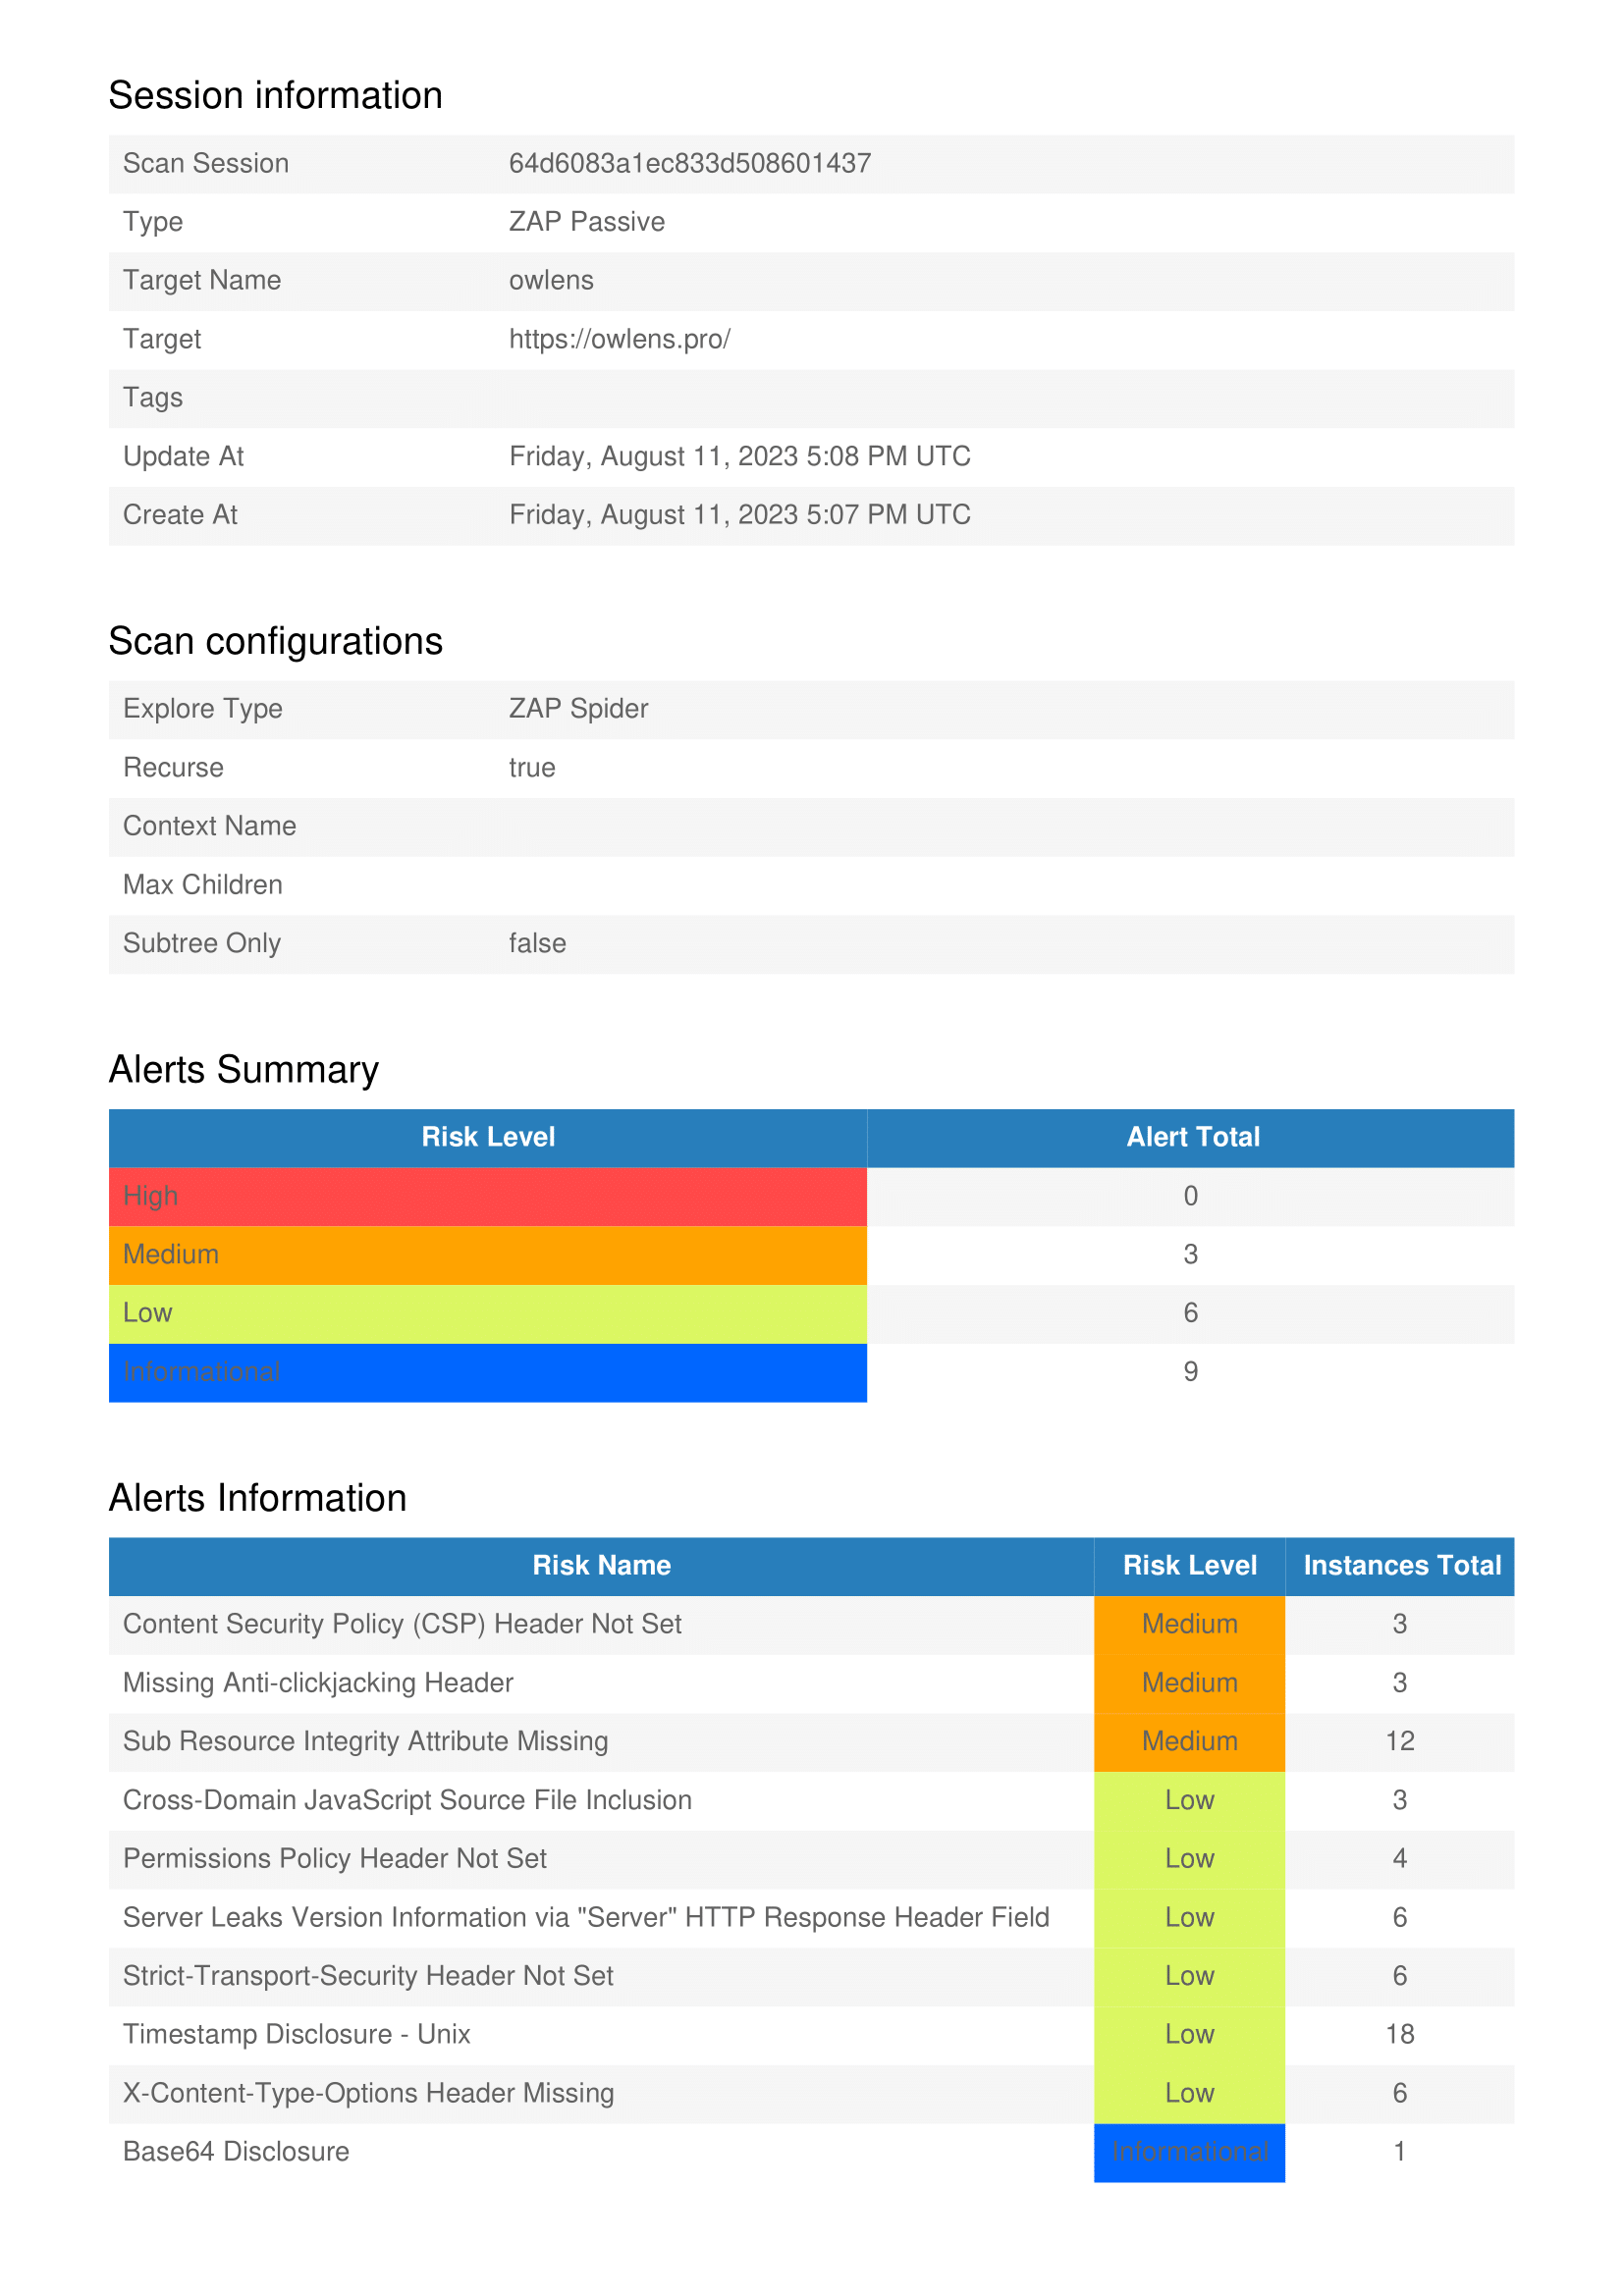 Session information
Scan Session 64d6083a1ec833d508601437
Type ZAP Passive
Target Name owlens
Target https://owlens.pro/
Tags
Update At Friday, August 11, 2023 5:08 PM UTC
Create At Friday, August 11, 2023 5:07 PM UTC
Scan configurations
Explore Type ZAP Spider
Recurse true
Context Name
Max Children
Subtree Only false
Alerts Summary
Risk Level Alert Total
High 0
Medium 3
Low 6
Informational 9
Alerts Information
Risk Name Risk Level Instances Total
Content Security Policy (CSP) Header Not Set Medium 3
Missing Anti-clickjacking Header Medium 3
Sub Resource Integrity Attribute Missing Medium 12
Cross-Domain JavaScript Source File Inclusion Low 3
Permissions Policy Header Not Set Low 4
Server Leaks Version Information via "Server" HTTP Response Header Field Low 6
Strict-Transport-Security Header Not Set Low 6
Timestamp Disclosure - Unix Low 18
X-Content-Type-Options Header Missing Low 6
Base64 Disclosure Informational 1